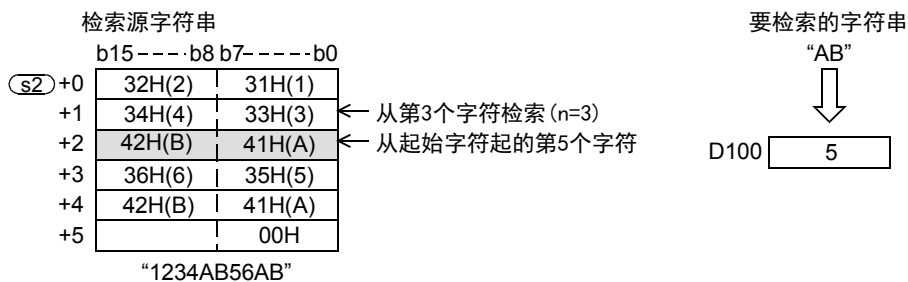 检索源字符串
要检索的字符串
b15----b8 b7-----b0
“AB”
s2 +0 32H(2) 31H(1)
+1 34H(4) 33H(3) 从第3个字符检索(n=3)
+2 42H(B) 41H(A) 从起始字符起的第5个字符
D100 5
+3 36H(6) 35H(5)
+4 42H(B) 41H(A)
+5 00H
“1234AB56AB”